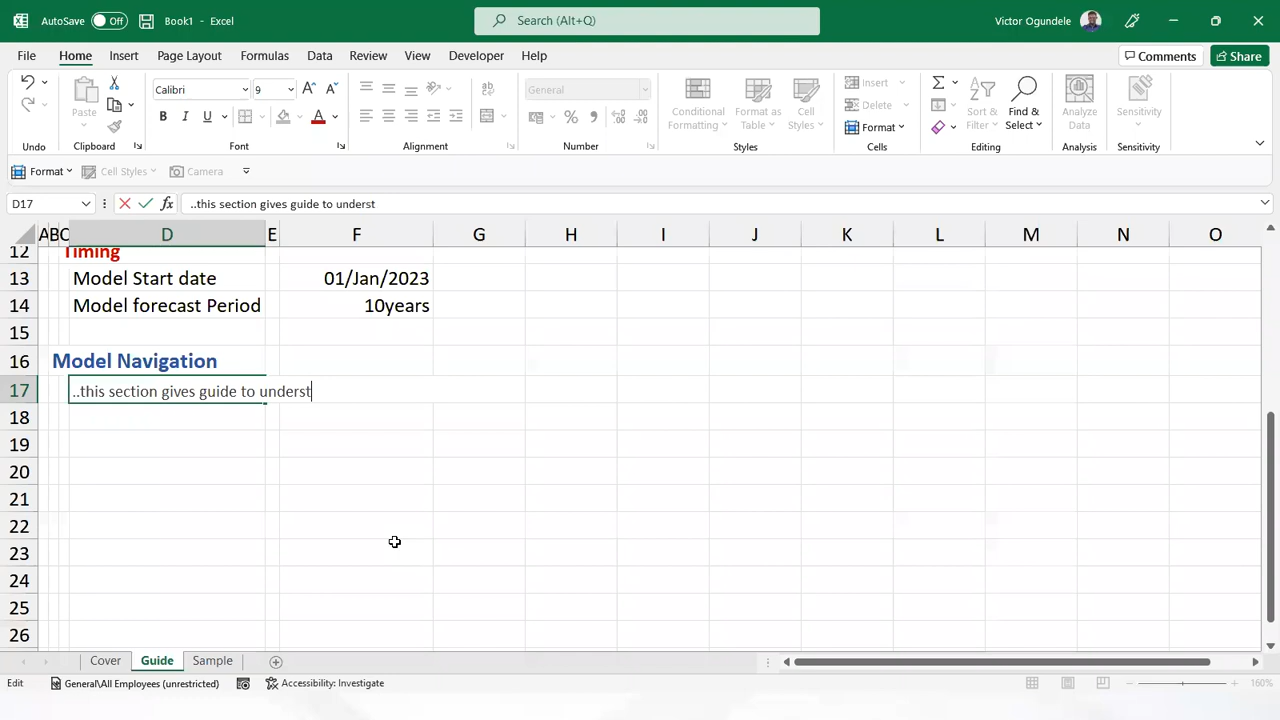 AutoSave Off Book1 - Excel Search (Alt+Q) Victor Ogundele
File Home Insert Page Layout Formulas Data Review View Developer Help Comments Share
Calibri 9 General
Paste
Conditional Formatting
Format as Table
Cell Styles
Insert
Delete
Format
Sort & Filter
Find & Select
Analyze Data
Sensitivity
Undo Clipboard Font Alignment Number Styles Cells Editing Analysis Sensitivity
Format Cell Styles Camera
D17 ..this section gives guide to underst
A B C D E F G H I J K L M N O
12 Timing
13 Model Start date 01/Jan/2023
14 Model forecast Period 10years
15
16 Model Navigation
17 ..this section gives guide to underst
18
19
20
21
22
23
24
25
26
Cover Guide Sample
Edit General\All Employees (unrestricted) Accessibility: Investigate 160%